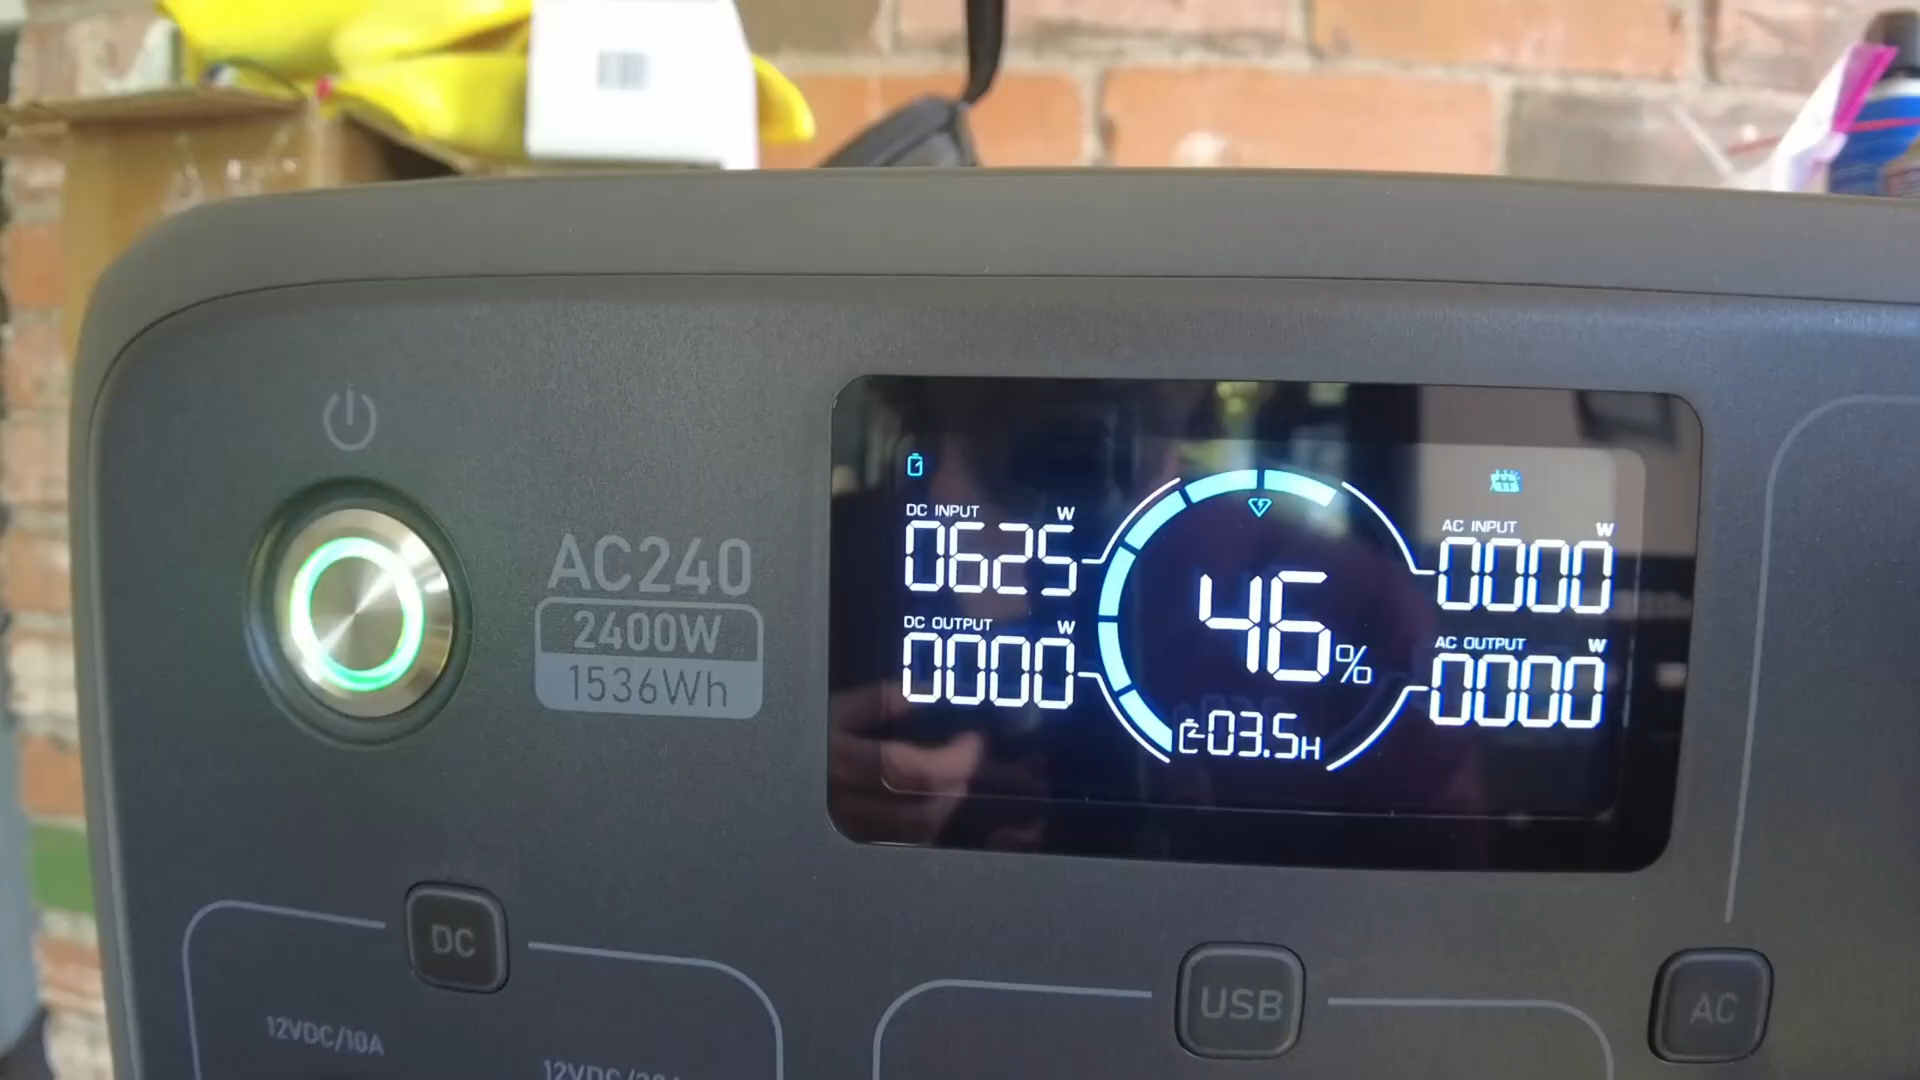 AC240
2400W
1536Wh
DC INPUT W
0625
DC OUTPUT W
0000
46%
03.5H
AC INPUT W
0000
AC OUTPUT W
0000
DC
USB
AC
12VDC/10A